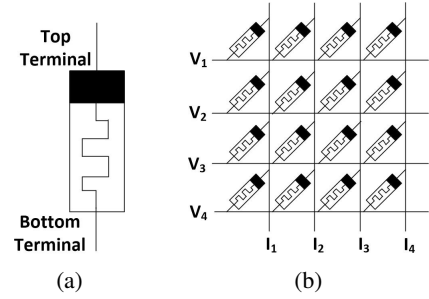 Top
Terminal
Bottom
Terminal
(a)
V1
V2
V3
V4
I1 I2 I3 I4
(b)